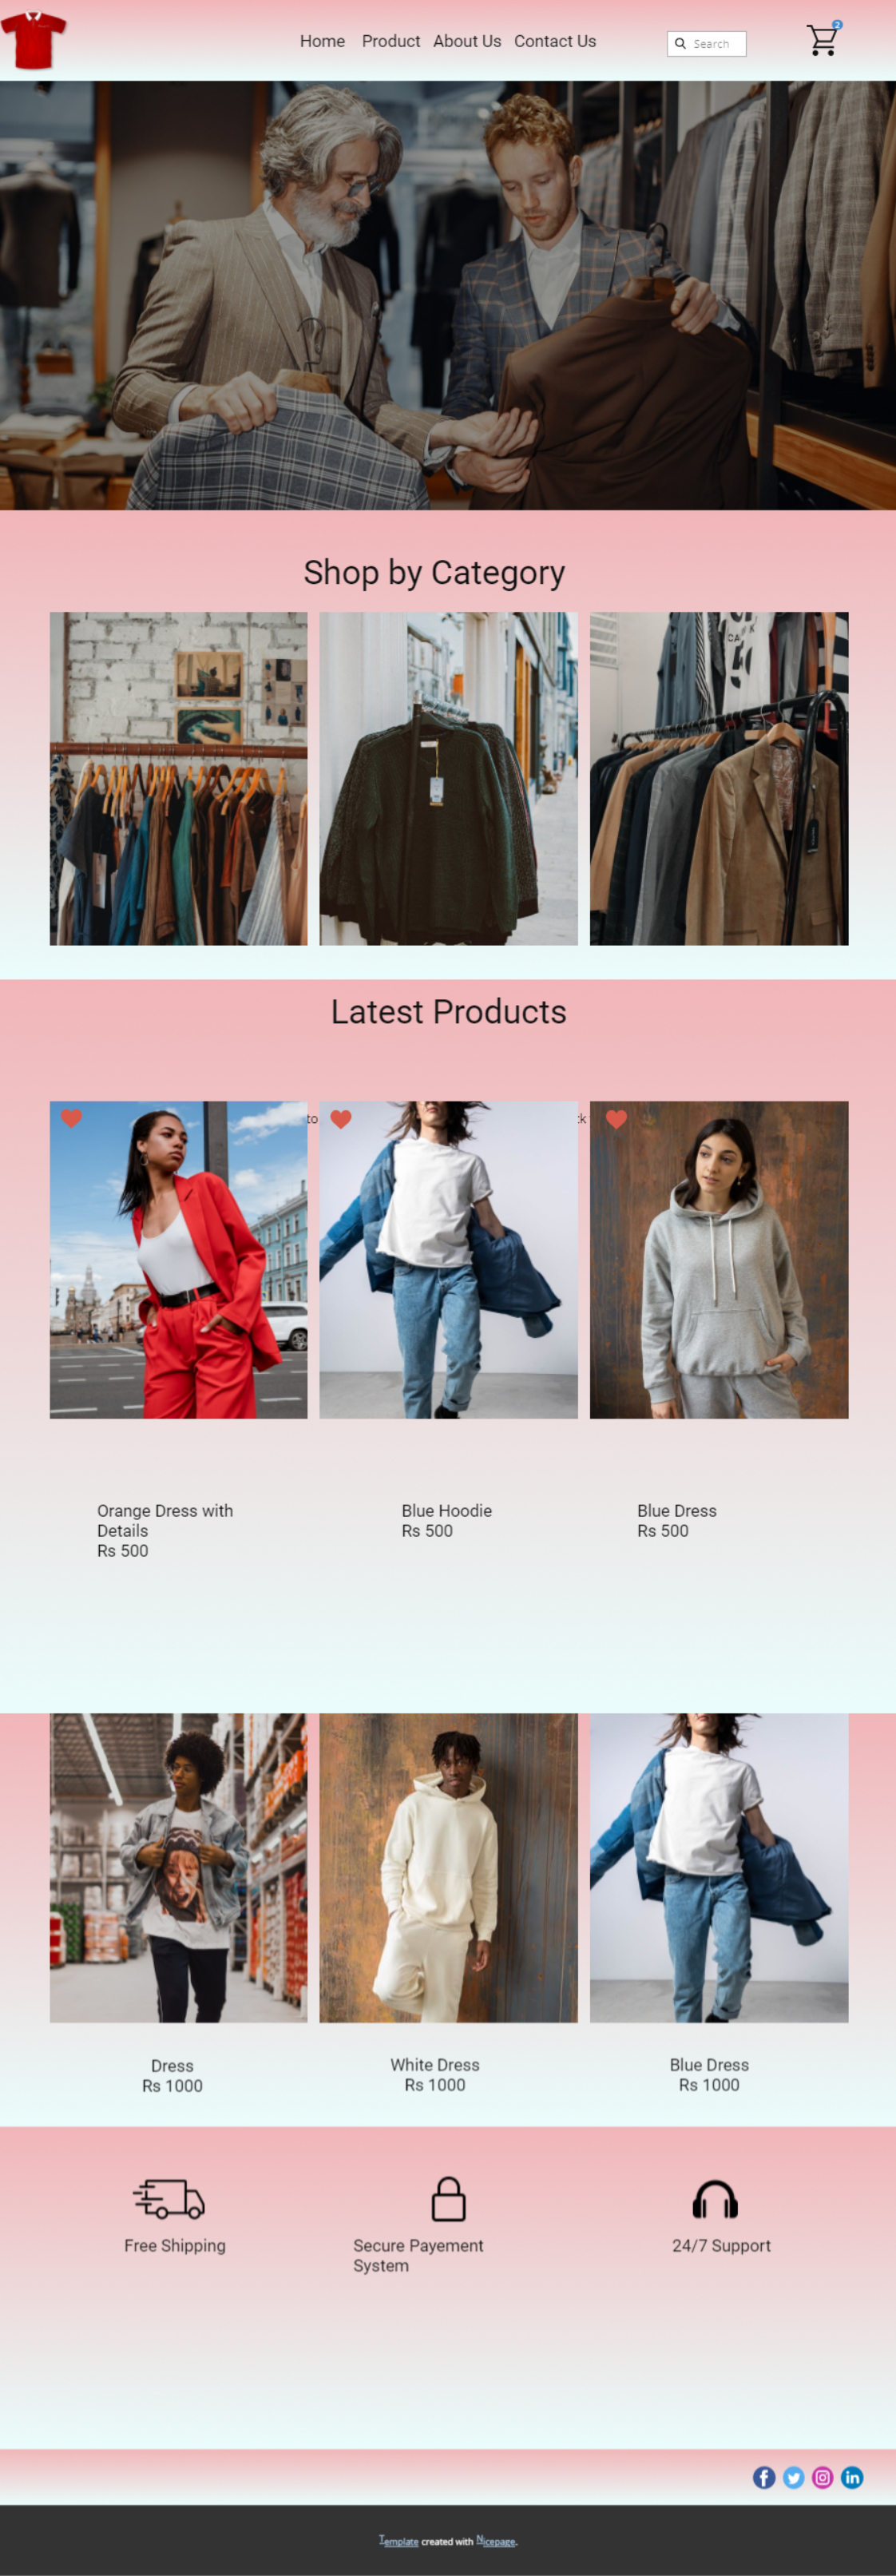 Home Product About Us Contact Us
Search
2
Shop by Category
CA K
Latest Products
to
k
Orange Dress with
Details
Rs 500
Blue Hoodie
Rs 500
Blue Dress
Rs 500
Dress
Rs 1000
White Dress
Rs 1000
Blue Dress
Rs 1000
Free Shipping
Secure Payement
System
24/7 Support
Template created with Nicepage.